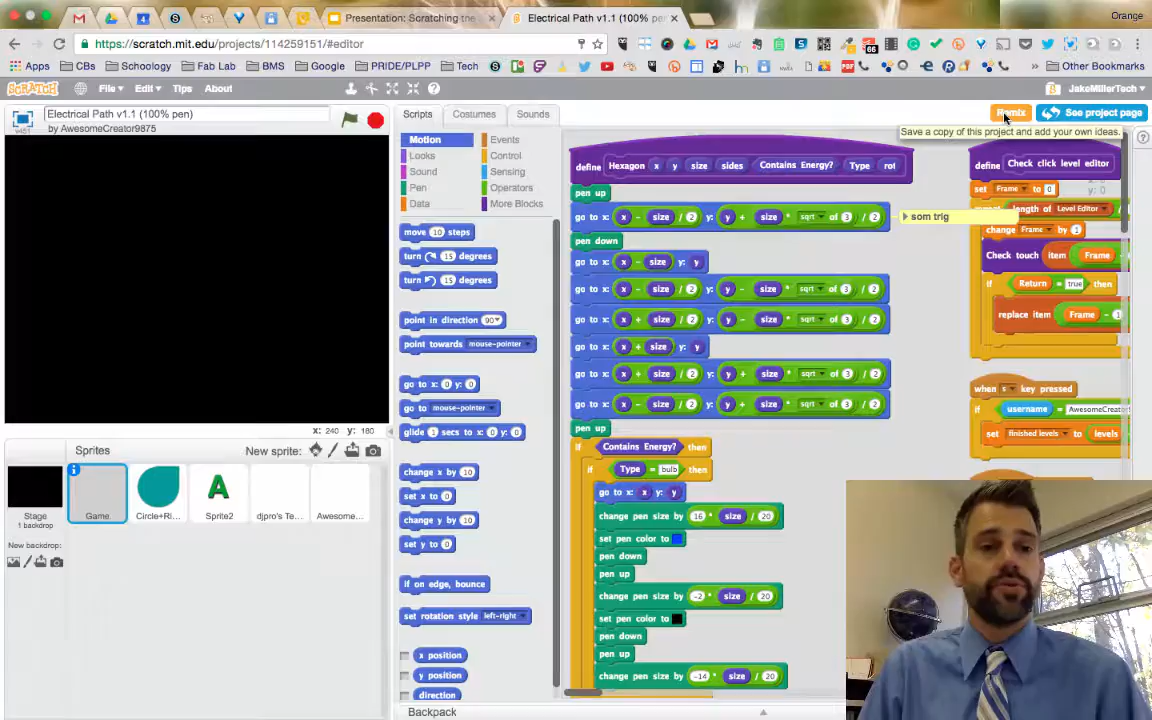 Presentation: Scratching the
Electrical Path v1.1 (100% pen)
Orange
https://scratch.mit.edu/projects/114259151/#editor
66
Apps
CBs
Schoology
Fab Lab
BMS
Google
PRIDE/PLPP
Tech
Other Bookmarks
SCRATCH
File
Edit
Tips
About
JakeMillerTech
Electrical Path v1.1 (100% pen)
by AwesomeCreator9875
v451
Scripts
Costumes
Sounds
Remix
See project page
Save a copy of this project and add your own ideas.
Motion
Looks
Sound
Pen
Data
Events
Control
Sensing
Operators
More Blocks
move 10 steps
turn 15 degrees
turn 15 degrees
point in direction 90
point towards mouse-pointer
go to x: 0 y: 0
go to mouse-pointer
glide 1 secs to x: 0 y: 0
change x by 10
set x to 0
change y by 10
set y to 0
if on edge, bounce
set rotation style left-right
x position
y position
direction
define Hexagon x y size sides Contains Energy? Type rot
pen up
go to x: x - size / 2 y: y + size * sqrt of 3 / 2
som trig
pen down
go to x: x - size y: y
go to x: x - size / 2 y: y - size * sqrt of 3 / 2
go to x: x + size / 2 y: y - size * sqrt of 3 / 2
go to x: x + size y: y
go to x: x + size / 2 y: y + size * sqrt of 3 / 2
go to x: x - size / 2 y: y + size * sqrt of 3 / 2
pen up
if Contains Energy? then
if Type = bulb then
go to x: x y: y
change pen size by 16 * size / 20
set pen color to
pen down
pen up
change pen size by -2 * size / 20
set pen color to
pen down
pen up
change pen size by -14 * size / 20
define Check click level editor
x: 0
y: 0
set Frame to 0
length of Level Editor
change Frame by 1
Check touch item Frame
if Return = true then
replace item Frame - 1
when key pressed
if username = AwesomeCreator
set finished levels to levels
x: 240 y: 180
Sprites
New sprite:
Stage
1 backdrop
New backdrop:
Game
Circle+Ri...
Sprite2
djpro's Te...
Awesome...
Backpack